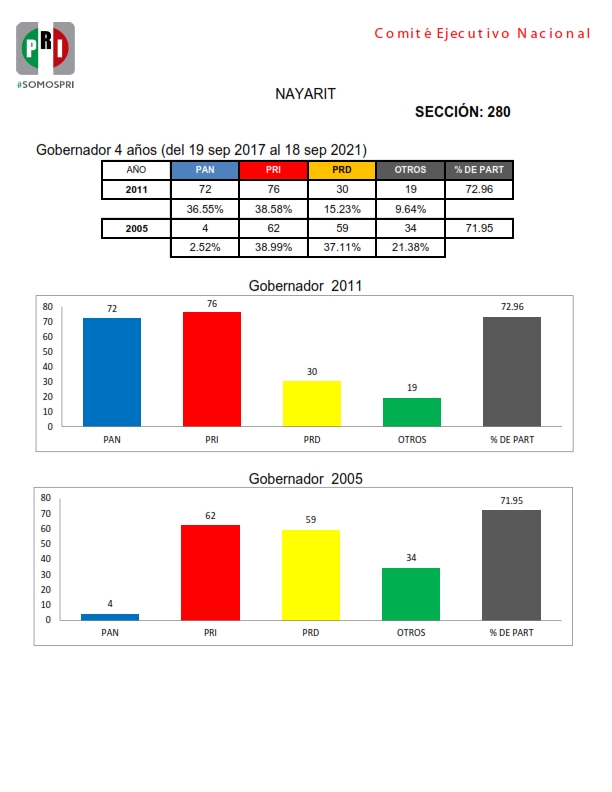 Comité Ejecutivo Nacional
PRI
#SOMOSPRI
NAYARIT
SECCIÓN: 280
Gobernador 4 años (del 19 sep 2017 al 18 sep 2021)
AÑO PAN PRI PRD OTROS % DE PART
2011 72 76 30 19 72.96
36.55% 38.58% 15.23% 9.64%
2005 4 62 59 34 71.95
2.52% 38.99% 37.11% 21.38%
Gobernador 2011
80
70
60
50
40
30
20
10
0
72 76 30 19 72.96
PAN PRI PRD OTROS % DE PART
Gobernador 2005
80
70
60
50
40
30
20
10
0
4 62 59 34 71.95
PAN PRI PRD OTROS % DE PART